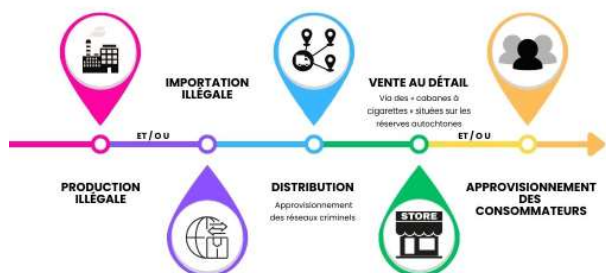 IMPORTATION
ILLÉGALE
VENTE AU DÉTAIL
Via des « cabanes à
cigarettes » situées sur les
réserves autochtones
ET / OU
ET / OU
PRODUCTION
ILLÉGALE
DISTRIBUTION
Approvisionnement
des réseaux criminels
STORE
APPROVISIONNEMENT
DES
CONSOMMATEURS